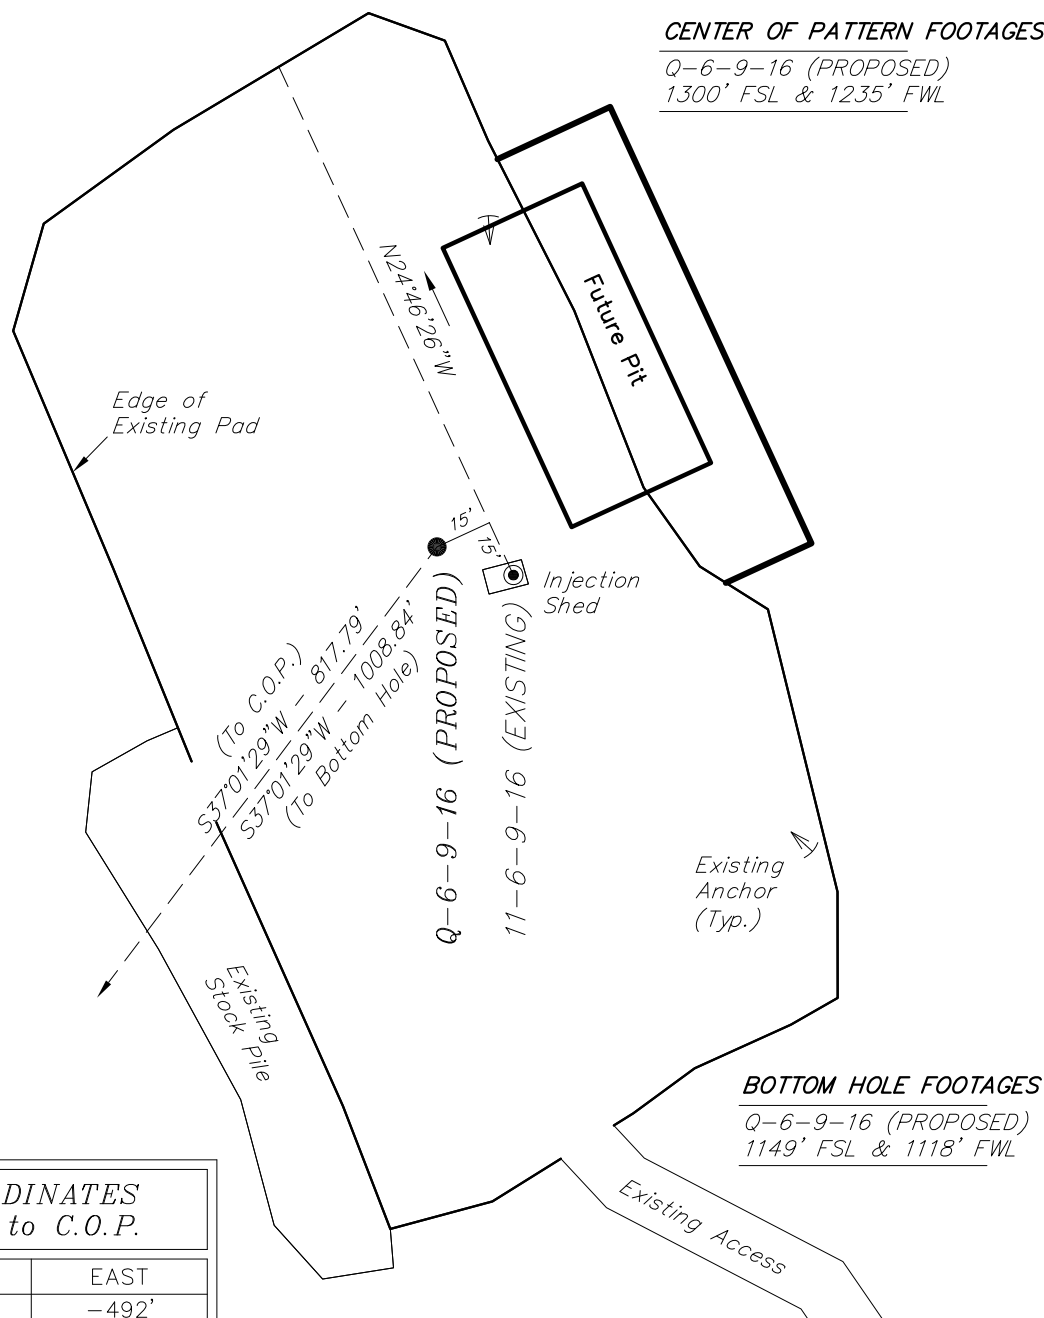 CENTER OF PATTERN FOOTAGES
Q-6-9-16 (PROPOSED)
1300' FSL & 1235' FWL
N24°46'26"W
Future Pit
Edge of
Existing Pad
15'
15'
Injection
Shed
(To C.O.P.)
S37°01'29"W - 817.79'
S37°01'29"W - 1008.84'
(To Bottom Hole)
Q-6-9-16 (PROPOSED)
11-6-9-16 (EXISTING)
Existing
Anchor
(Typ.)
Existing
Stock Pile
BOTTOM HOLE FOOTAGES
Q-6-9-16 (PROPOSED)
1149' FSL & 1118' FWL
Existing Access
DINATES
to C.O.P.
EAST
-492'